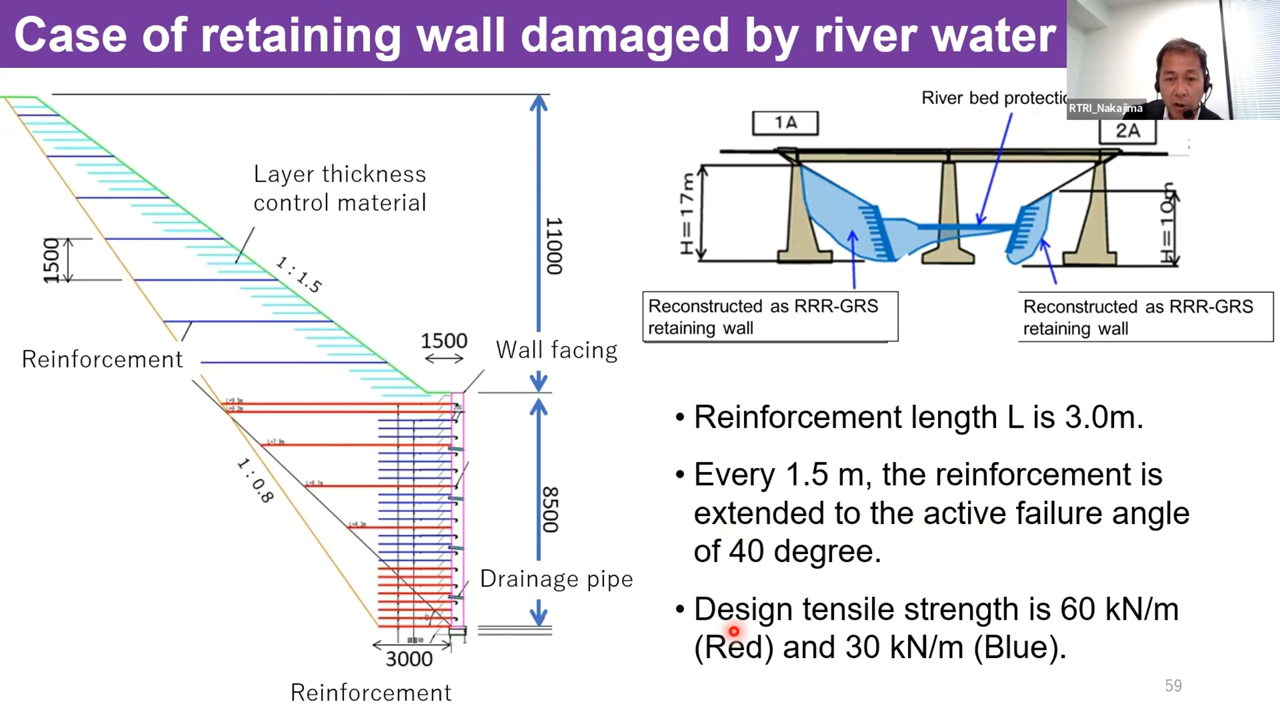 Case of retaining wall damaged by river water
RTRI_Nakajima
Layer thickness
control material
1500
1:1.5
11000
1500
Wall facing
Reinforcement
1:0.8
8500
Drainage pipe
3000
Reinforcement
River bed protectio
1A
2A
H=17m
H=10m
Reconstructed as RRR-GRS
retaining wall
Reconstructed as RRR-GRS
retaining wall
• Reinforcement length L is 3.0m.
• Every 1.5 m, the reinforcement is
extended to the active failure angle
of 40 degree.
• Design tensile strength is 60 kN/m
(Red) and 30 kN/m (Blue).
59